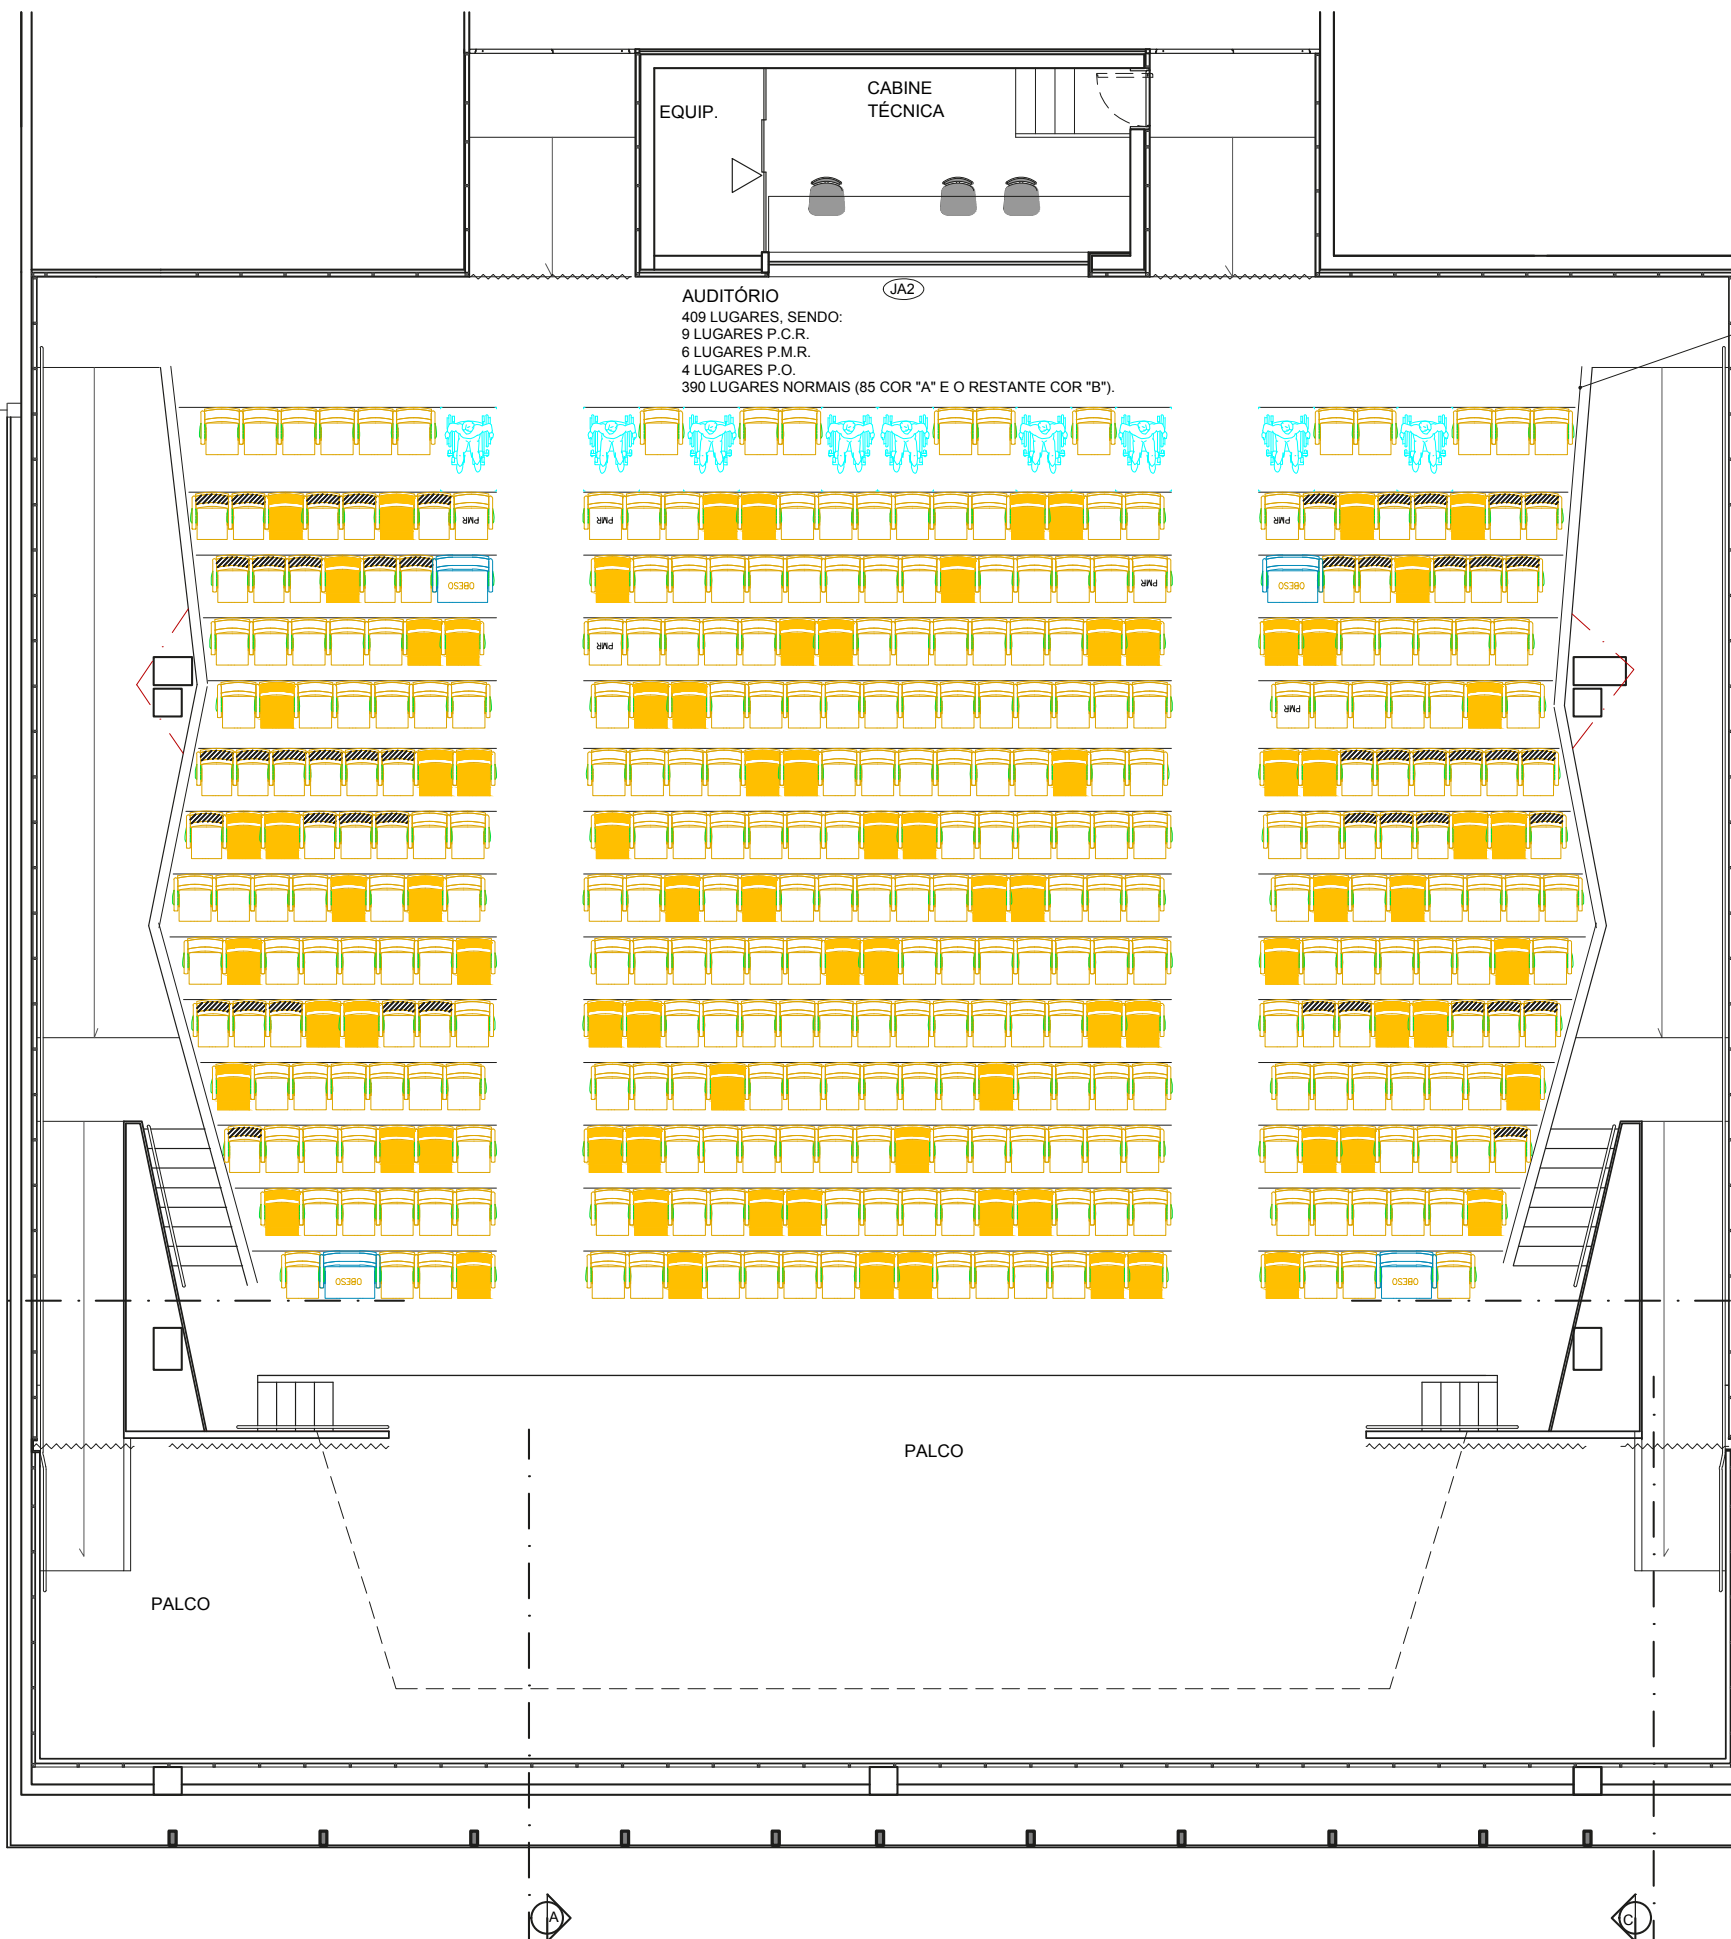 CABINE
TÉCNICA
EQUIP.
JA2
AUDITÓRIO
409 LUGARES, SENDO:
9 LUGARES P.C.R.
6 LUGARES P.M.R.
4 LUGARES P.O.
390 LUGARES NORMAIS (85 COR "A" E O RESTANTE COR "B").
PMR
PMR
PMR
OBESO
PMR
OBESO
PMR
PMR
OBESO
OBESO
PALCO
PALCO
A
C